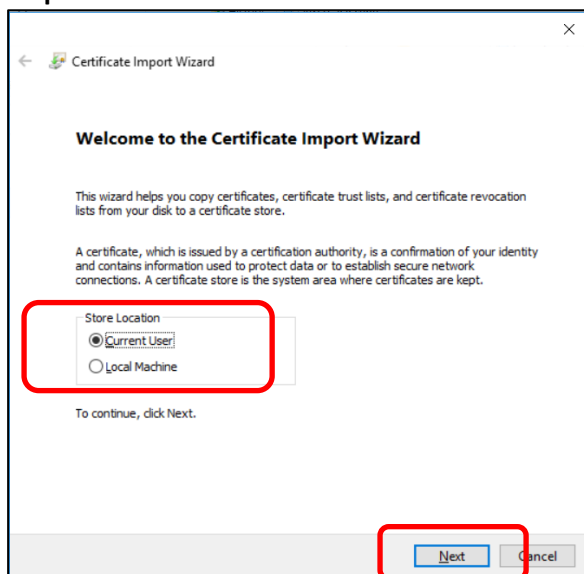 Certificate Import Wizard
Welcome to the Certificate Import Wizard
This wizard helps you copy certificates, certificate trust lists, and certificate revocation
lists from your disk to a certificate store.
A certificate, which is issued by a certification authority, is a confirmation of your identity
and contains information used to protect data or to establish secure network
connections. A certificate store is the system area where certificates are kept.
Store Location
Current User
Local Machine
To continue, click Next.
Next
Cancel